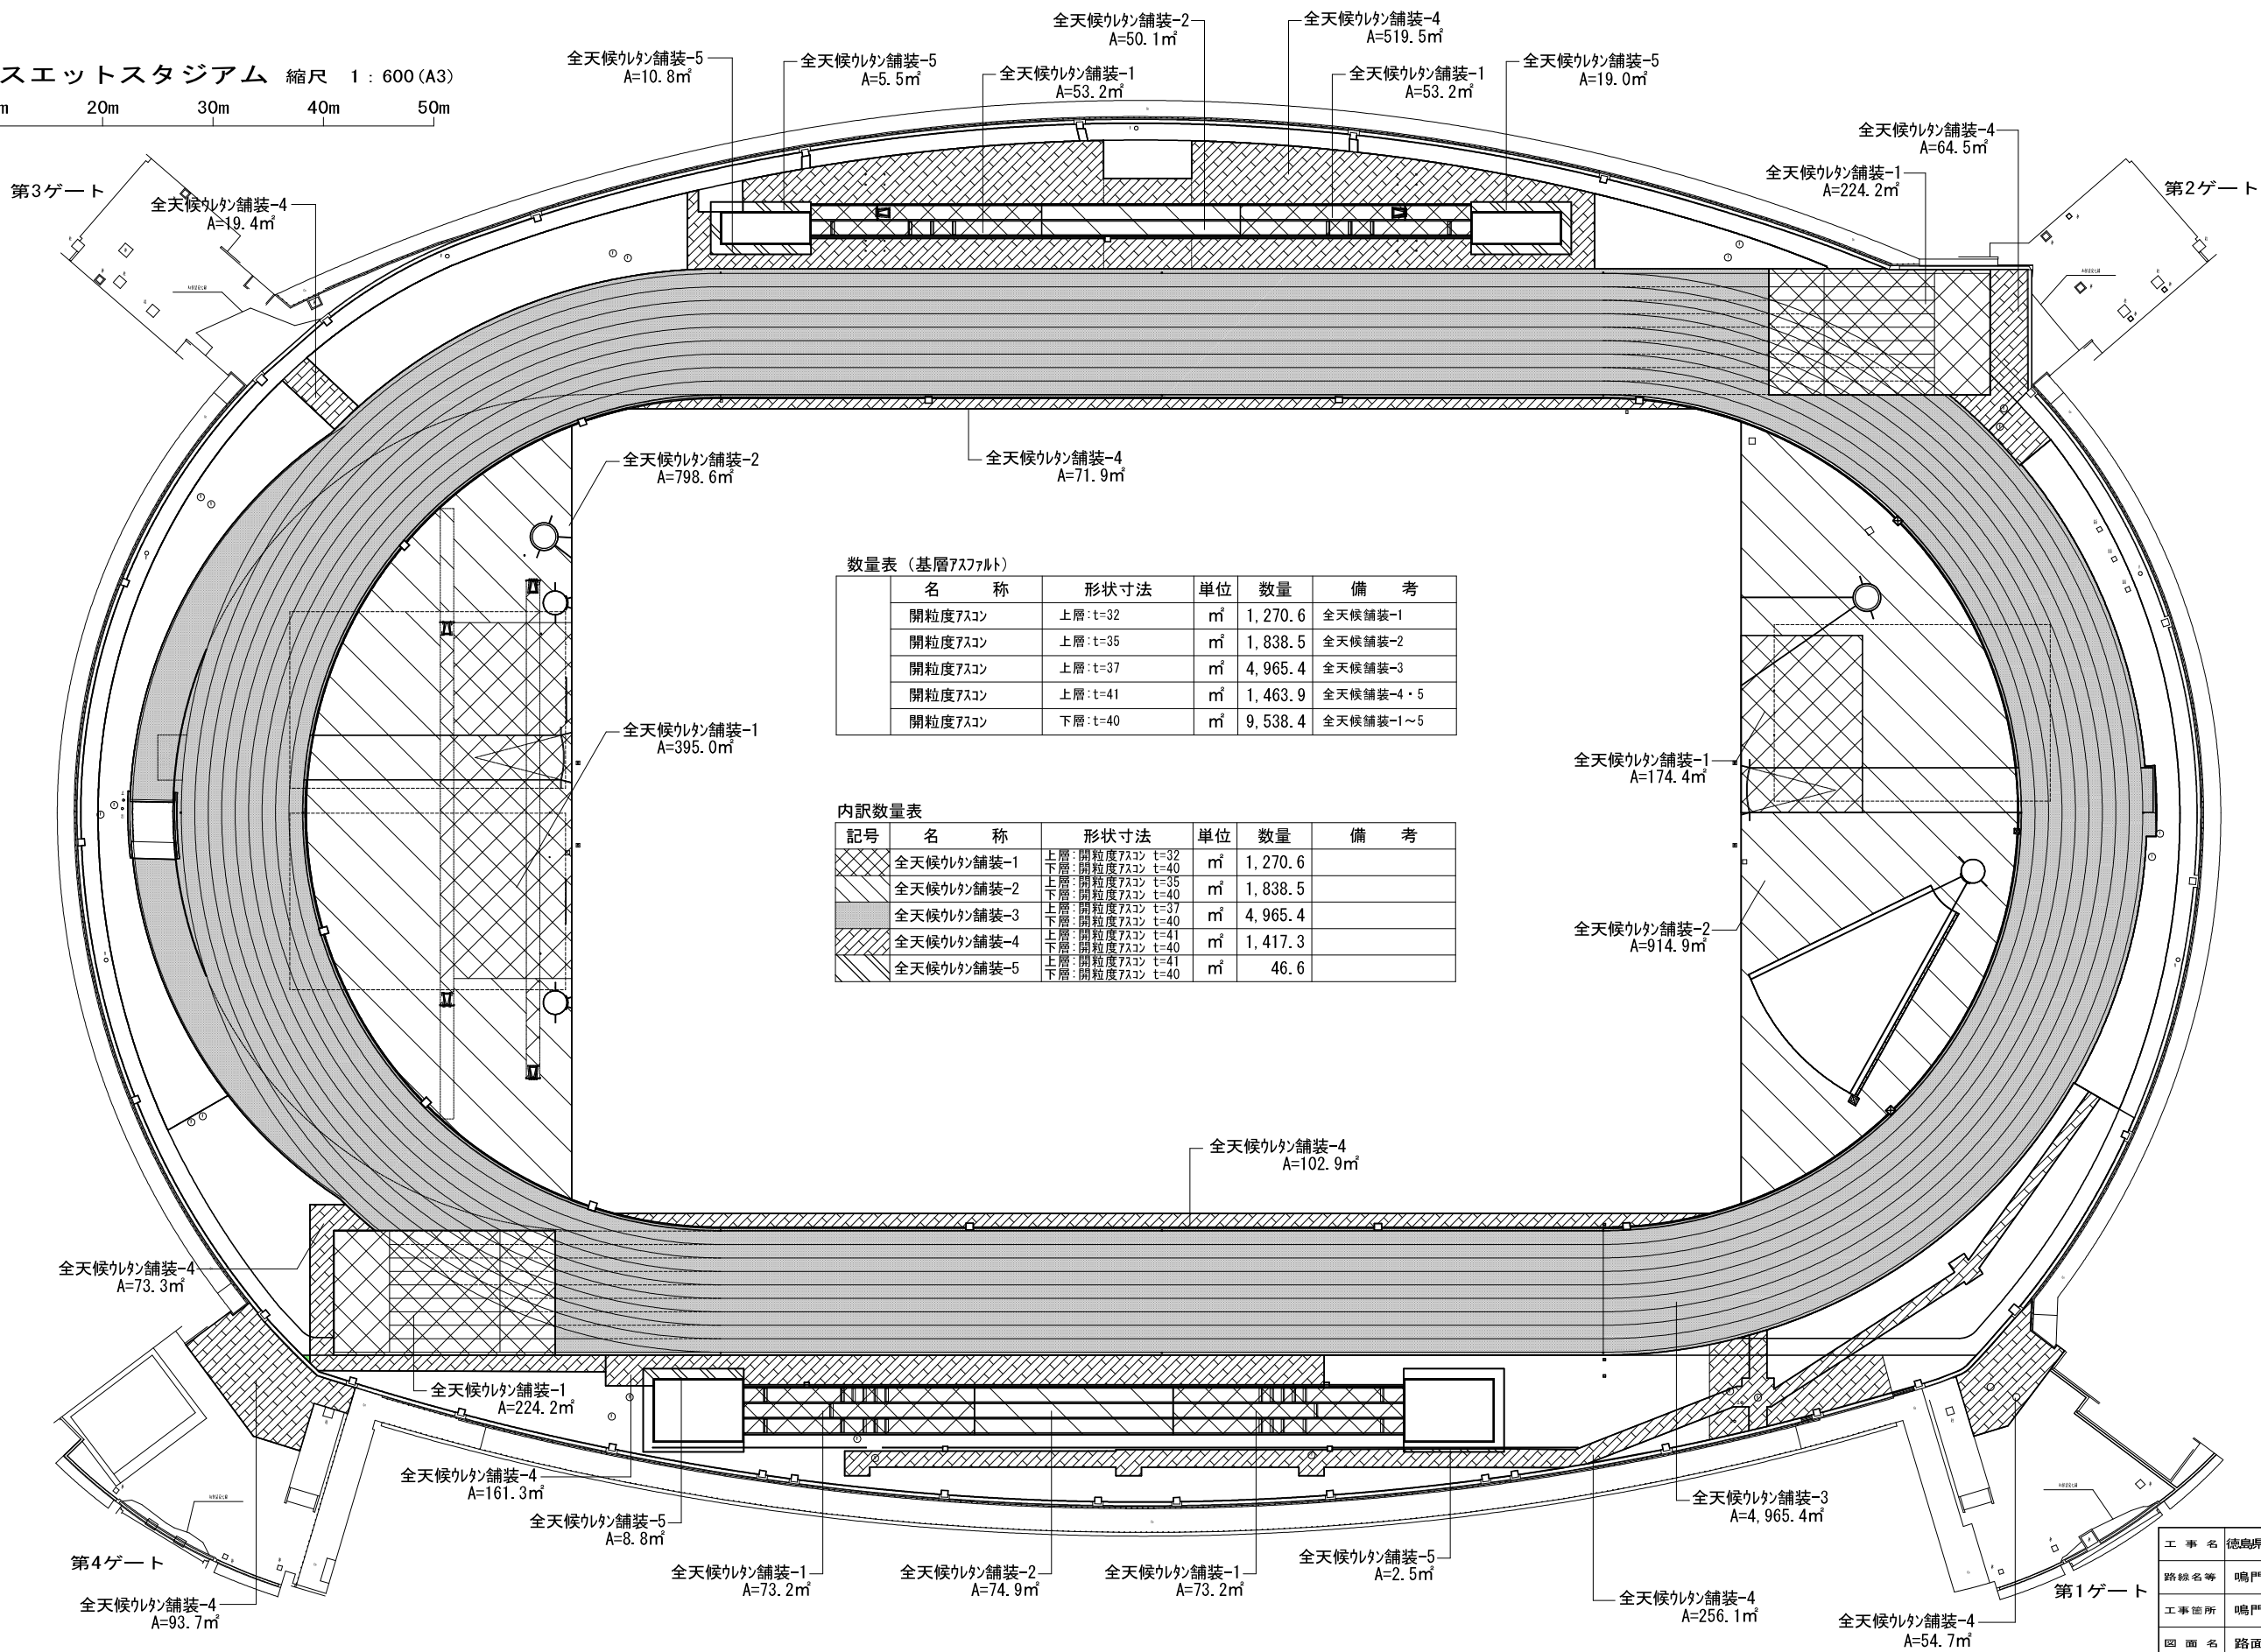 スエットスタジアム 縮尺 1：600(A3)
20m 30m 40m 50m
全天候ウレタン舗装-5
A=10.8㎡
全天候ウレタン舗装-5
A=5.5㎡
全天候ウレタン舗装-1
A=53.2㎡
全天候ウレタン舗装-2
A=50.1㎡
全天候ウレタン舗装-4
A=519.5㎡
全天候ウレタン舗装-1
A=53.2㎡
全天候ウレタン舗装-5
A=19.0㎡
全天候ウレタン舗装-4
A=64.5㎡
全天候ウレタン舗装-1
A=224.2㎡
第3ゲート
第2ゲート
全天候ウレタン舗装-4
A=19.4㎡
全天候ウレタン舗装-2
A=798.6㎡
全天候ウレタン舗装-4
A=71.9㎡
数量表（基層アスファルト）
名 称 形状寸法 単位 数量 備 考
開粒度アスコン 上層:t=32 ㎡ 1,270.6 全天候舗装-1
開粒度アスコン 上層:t=35 ㎡ 1,838.5 全天候舗装-2
開粒度アスコン 上層:t=37 ㎡ 4,965.4 全天候舗装-3
開粒度アスコン 上層:t=41 ㎡ 1,463.9 全天候舗装-4・5
開粒度アスコン 下層:t=40 ㎡ 9,538.4 全天候舗装-1～5
全天候ウレタン舗装-1
A=395.0㎡
全天候ウレタン舗装-1
A=174.4㎡
内訳数量表
記号 名 称 形状寸法 単位 数量 備 考
全天候ウレタン舗装-1 上層:開粒度アスコン t=32 下層:開粒度アスコン t=40 ㎡ 1,270.6
全天候ウレタン舗装-2 上層:開粒度アスコン t=35 下層:開粒度アスコン t=40 ㎡ 1,838.5
全天候ウレタン舗装-3 上層:開粒度アスコン t=37 下層:開粒度アスコン t=40 ㎡ 4,965.4
全天候ウレタン舗装-4 上層:開粒度アスコン t=41 下層:開粒度アスコン t=40 ㎡ 1,417.3
全天候ウレタン舗装-5 上層:開粒度アスコン t=41 下層:開粒度アスコン t=40 ㎡ 46.6
全天候ウレタン舗装-2
A=914.9㎡
全天候ウレタン舗装-4
A=102.9㎡
全天候ウレタン舗装-4
A=73.3㎡
全天候ウレタン舗装-1
A=224.2㎡
全天候ウレタン舗装-4
A=161.3㎡
全天候ウレタン舗装-5
A=8.8㎡
全天候ウレタン舗装-1
A=73.2㎡
全天候ウレタン舗装-2
A=74.9㎡
全天候ウレタン舗装-1
A=73.2㎡
全天候ウレタン舗装-5
A=2.5㎡
全天候ウレタン舗装-3
A=4,965.4㎡
全天候ウレタン舗装-4
A=256.1㎡
全天候ウレタン舗装-4
A=54.7㎡
第4ゲート
全天候ウレタン舗装-4
A=93.7㎡
第1ゲート
工 事 名 徳島県
路線名等 鳴門
工事箇所 鳴門
図 面 名 路面